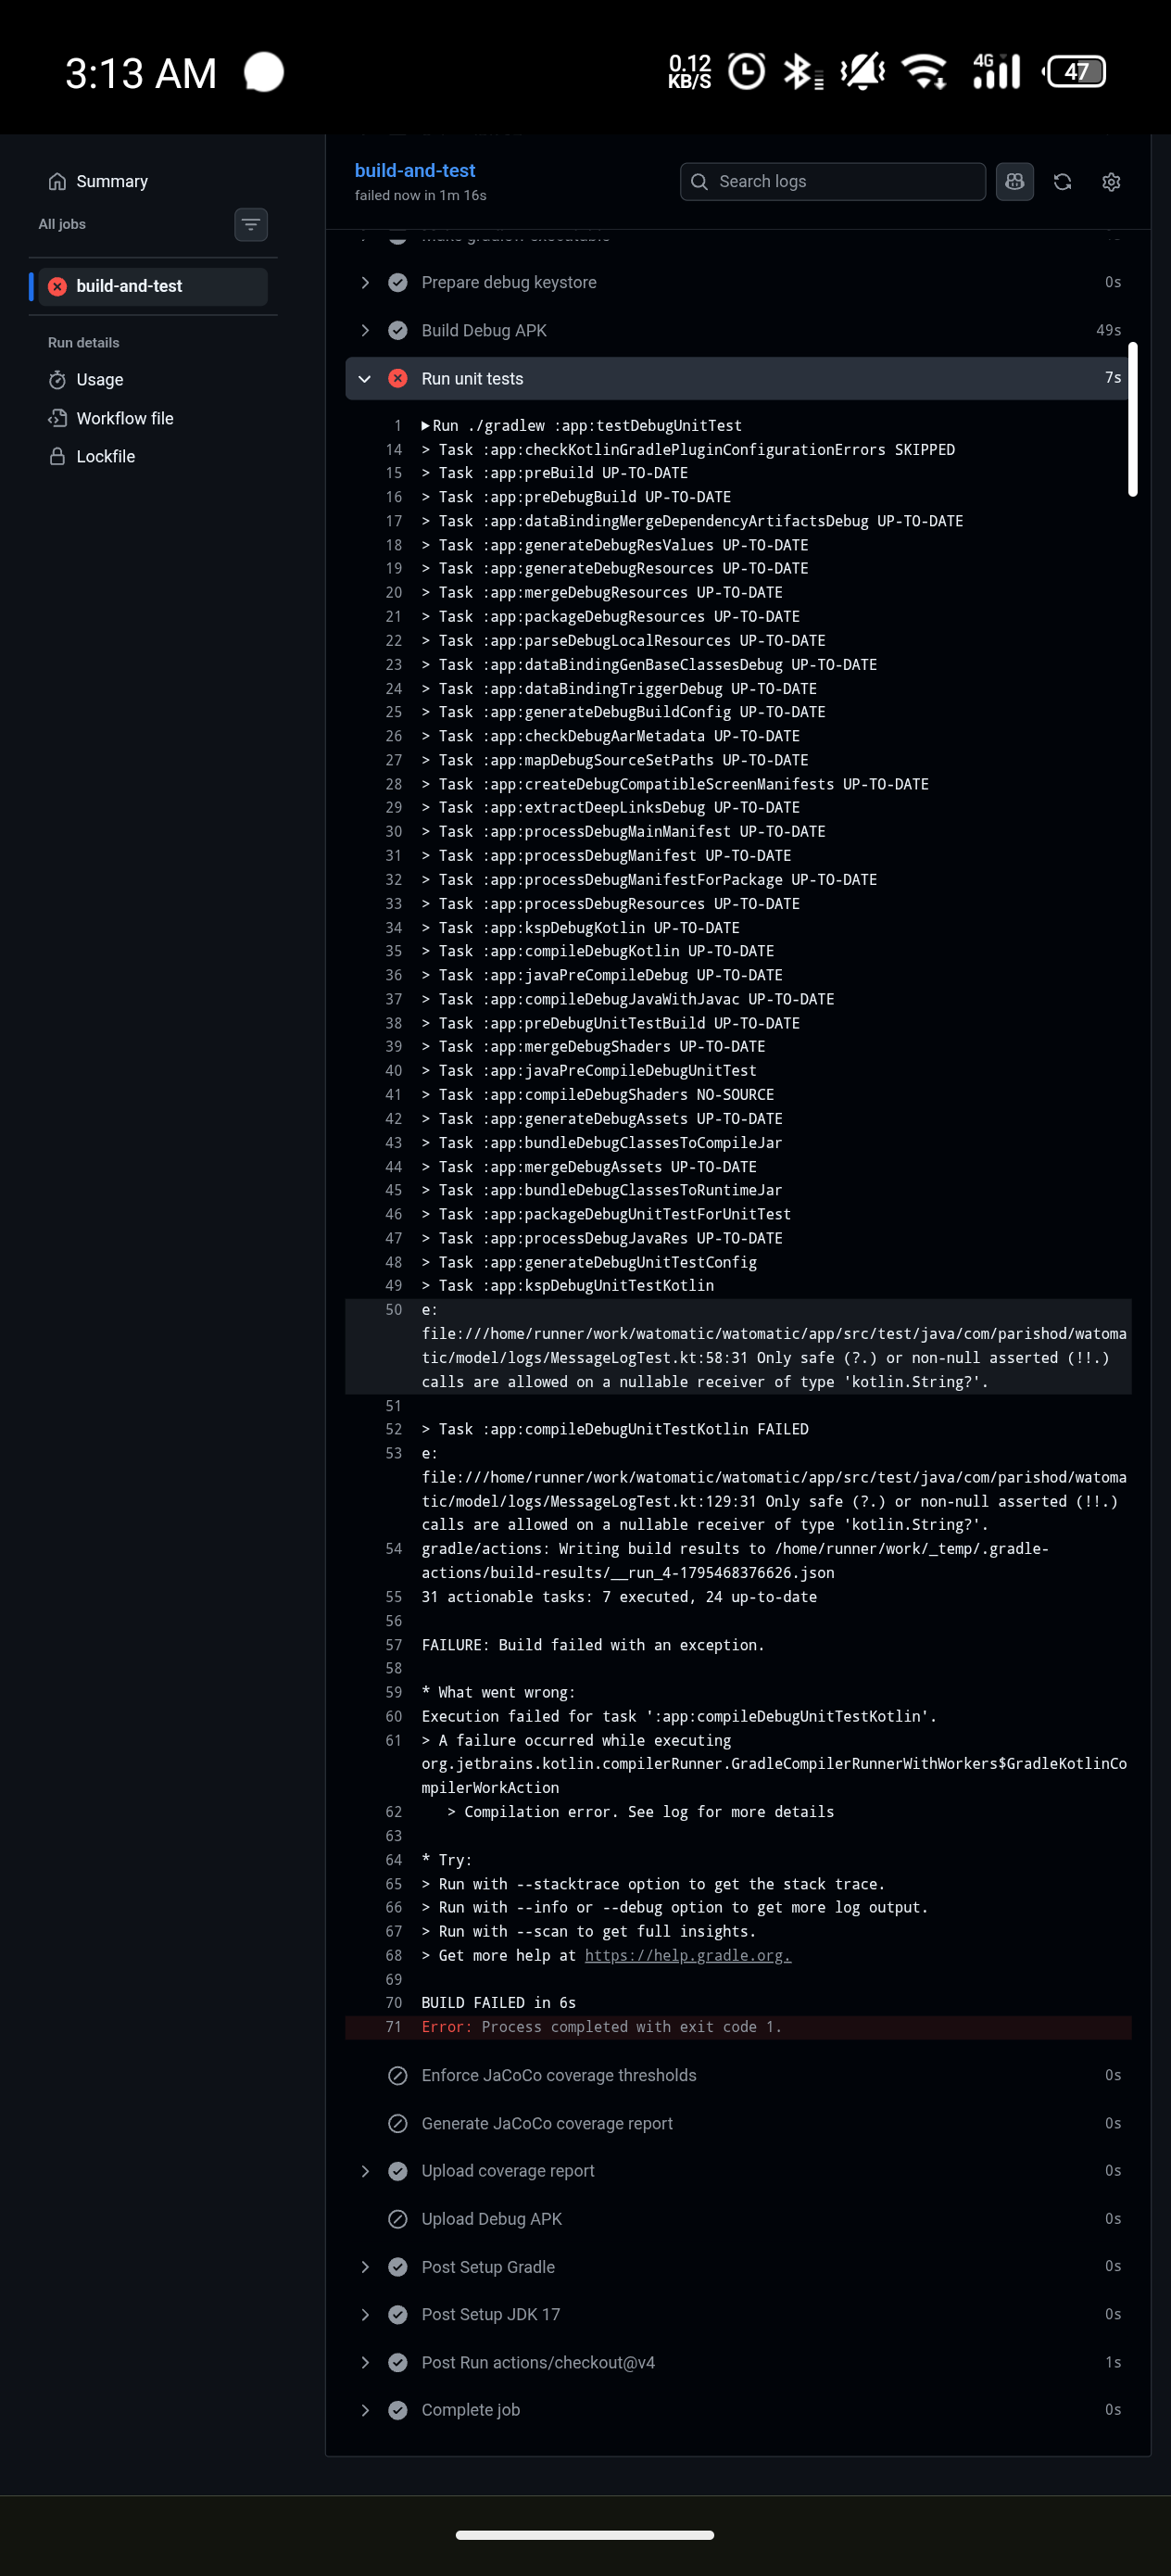 3:13 AM
0.12
KB/S
4G
47
Summary
All jobs
build-and-test
Run details
Usage
Workflow file
Lockfile
build-and-test
failed now in 1m 16s
Search logs
Make gradlew executable
Prepare debug keystore 0s
Build Debug APK 49s
Run unit tests 7s
1 Run ./gradlew :app:testDebugUnitTest
14 > Task :app:checkKotlinGradlePluginConfigurationErrors SKIPPED
15 > Task :app:preBuild UP-TO-DATE
16 > Task :app:preDebugBuild UP-TO-DATE
17 > Task :app:dataBindingMergeDependencyArtifactsDebug UP-TO-DATE
18 > Task :app:generateDebugResValues UP-TO-DATE
19 > Task :app:generateDebugResources UP-TO-DATE
20 > Task :app:mergeDebugResources UP-TO-DATE
21 > Task :app:packageDebugResources UP-TO-DATE
22 > Task :app:parseDebugLocalResources UP-TO-DATE
23 > Task :app:dataBindingGenBaseClassesDebug UP-TO-DATE
24 > Task :app:dataBindingTriggerDebug UP-TO-DATE
25 > Task :app:generateDebugBuildConfig UP-TO-DATE
26 > Task :app:checkDebugAarMetadata UP-TO-DATE
27 > Task :app:mapDebugSourceSetPaths UP-TO-DATE
28 > Task :app:createDebugCompatibleScreenManifests UP-TO-DATE
29 > Task :app:extractDeepLinksDebug UP-TO-DATE
30 > Task :app:processDebugMainManifest UP-TO-DATE
31 > Task :app:processDebugManifest UP-TO-DATE
32 > Task :app:processDebugManifestForPackage UP-TO-DATE
33 > Task :app:processDebugResources UP-TO-DATE
34 > Task :app:kspDebugKotlin UP-TO-DATE
35 > Task :app:compileDebugKotlin UP-TO-DATE
36 > Task :app:javaPreCompileDebug UP-TO-DATE
37 > Task :app:compileDebugJavaWithJavac UP-TO-DATE
38 > Task :app:preDebugUnitTestBuild UP-TO-DATE
39 > Task :app:mergeDebugShaders UP-TO-DATE
40 > Task :app:javaPreCompileDebugUnitTest
41 > Task :app:compileDebugShaders NO-SOURCE
42 > Task :app:generateDebugAssets UP-TO-DATE
43 > Task :app:bundleDebugClassesToCompileJar
44 > Task :app:mergeDebugAssets UP-TO-DATE
45 > Task :app:bundleDebugClassesToRuntimeJar
46 > Task :app:packageDebugUnitTestForUnitTest
47 > Task :app:processDebugJavaRes UP-TO-DATE
48 > Task :app:generateDebugUnitTestConfig
49 > Task :app:kspDebugUnitTestKotlin
50 e:
file:///home/runner/work/watomatic/watomatic/app/src/test/java/com/parishod/watoma
tic/model/logs/MessageLogTest.kt:58:31 Only safe (?.) or non-null asserted (!!.)
calls are allowed on a nullable receiver of type 'kotlin.String?'.
51
52 > Task :app:compileDebugUnitTestKotlin FAILED
53 e:
file:///home/runner/work/watomatic/watomatic/app/src/test/java/com/parishod/watoma
tic/model/logs/MessageLogTest.kt:129:31 Only safe (?.) or non-null asserted (!!.)
calls are allowed on a nullable receiver of type 'kotlin.String?'.
54 gradle/actions: Writing build results to /home/runner/work/_temp/.gradle-
actions/build-results/__run_4-1795468376626.json
55 31 actionable tasks: 7 executed, 24 up-to-date
56
57 FAILURE: Build failed with an exception.
58
59 * What went wrong:
60 Execution failed for task ':app:compileDebugUnitTestKotlin'.
61 > A failure occurred while executing
org.jetbrains.kotlin.compilerRunner.GradleCompilerRunnerWithWorkers$GradleKotlinCo
mpilerWorkAction
62 > Compilation error. See log for more details
63
64 * Try:
65 > Run with --stacktrace option to get the stack trace.
66 > Run with --info or --debug option to get more log output.
67 > Run with --scan to get full insights.
68 > Get more help at https://help.gradle.org.
69
70 BUILD FAILED in 6s
71 Error: Process completed with exit code 1.
Enforce JaCoCo coverage thresholds 0s
Generate JaCoCo coverage report 0s
Upload coverage report 0s
Upload Debug APK 0s
Post Setup Gradle 0s
Post Setup JDK 17 0s
Post Run actions/checkout@v4 1s
Complete job 0s